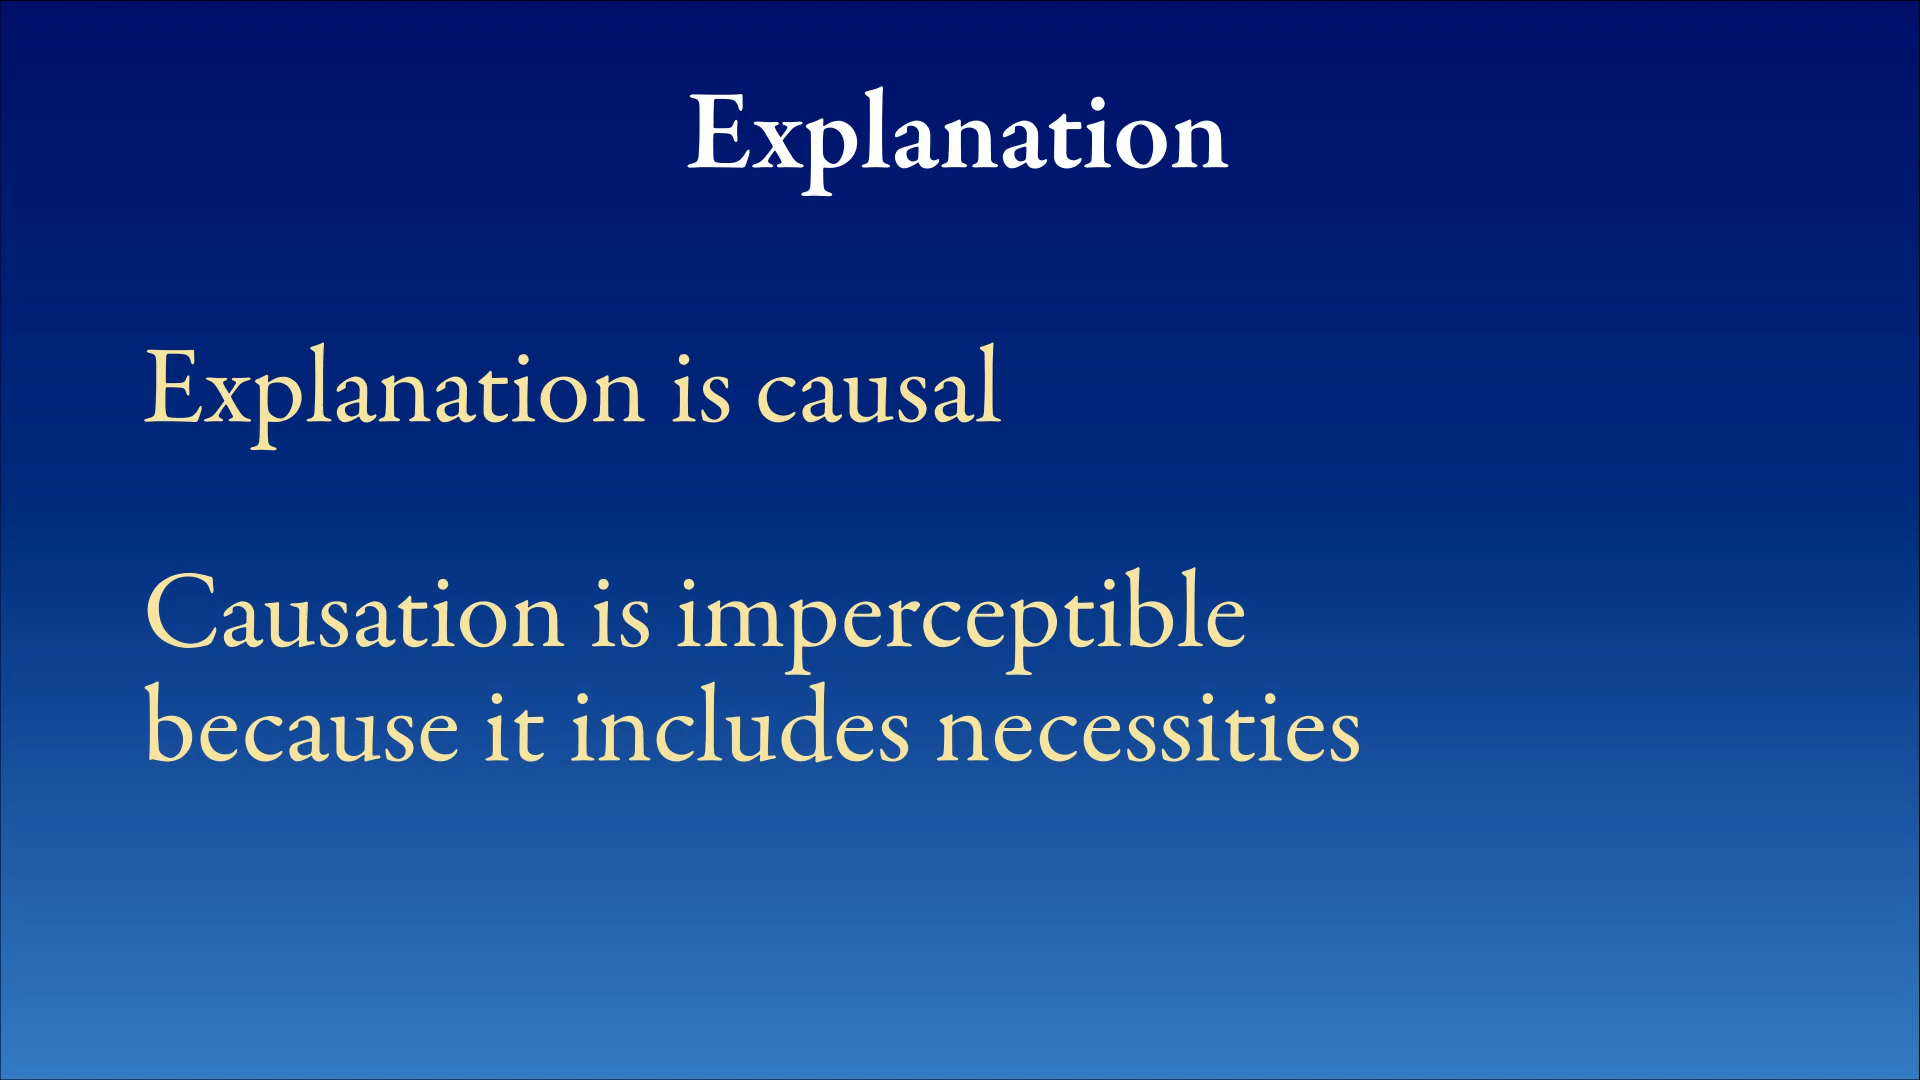 Explanation
Explanation is causal
Causation is imperceptible
because it includes necessities